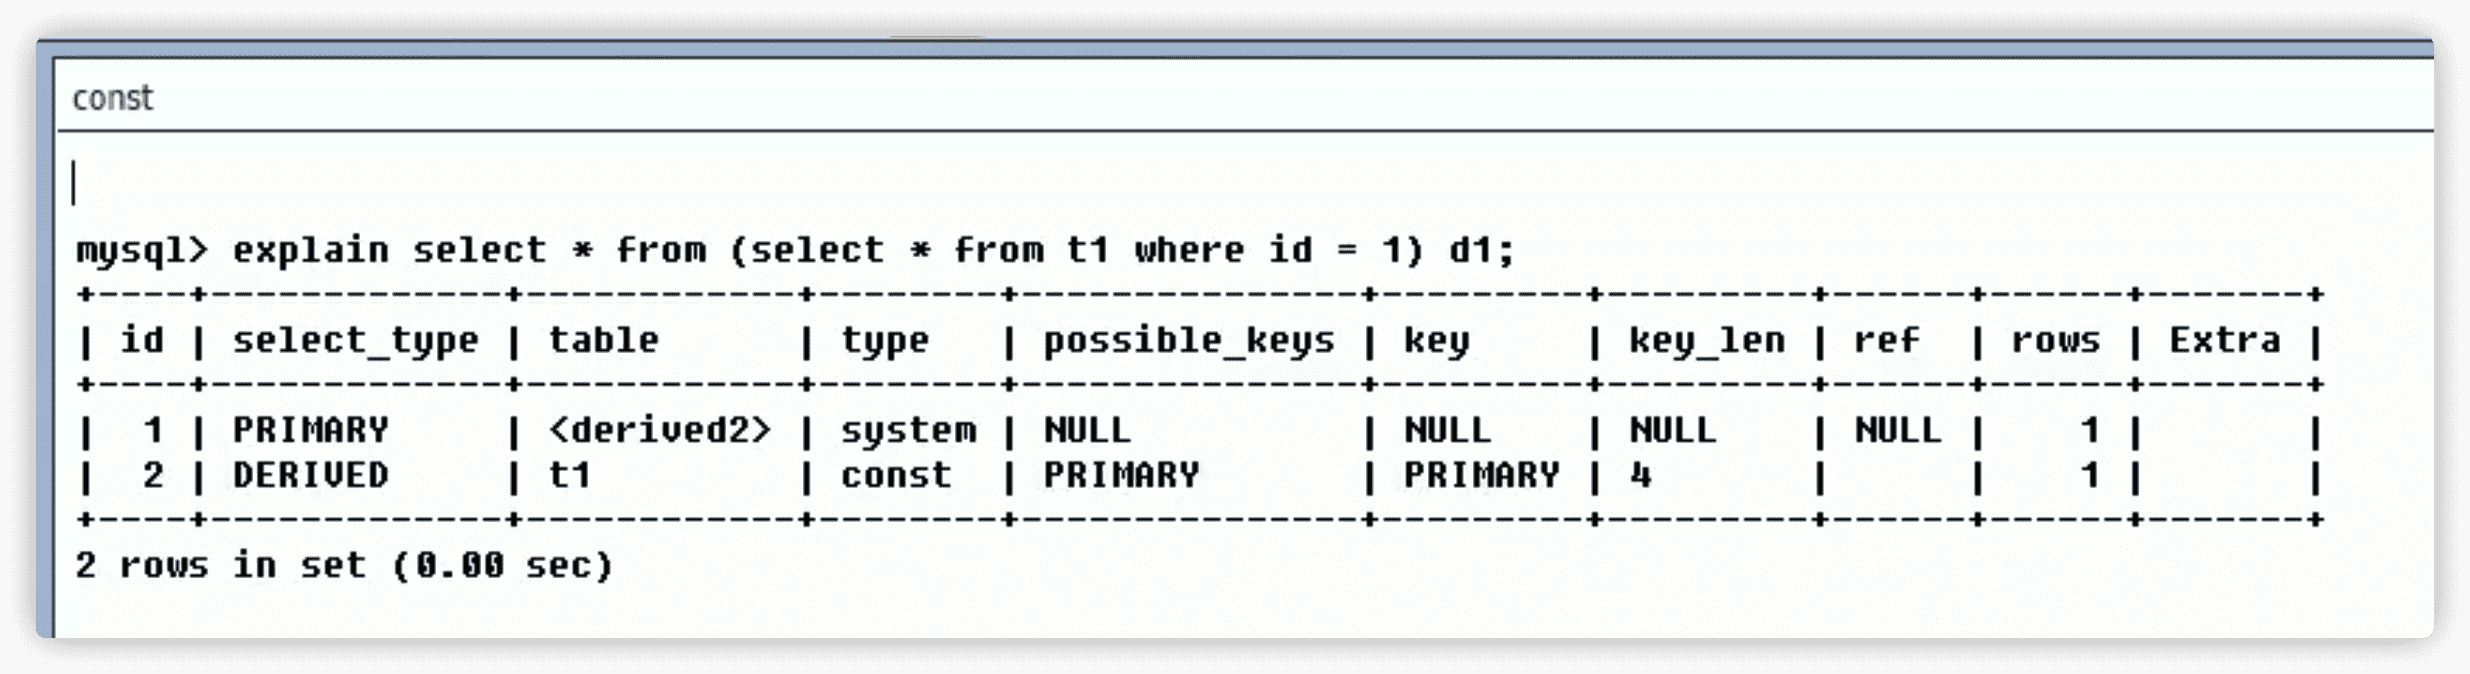 const
mysql> explain select * from (select * from t1 where id = 1) d1;
+----+-------------+------------+--------+---------------+---------+---------+------+------+-------+
| id | select_type | table      | type   | possible_keys | key     | key_len | ref  | rows | Extra |
+----+-------------+------------+--------+---------------+---------+---------+------+------+-------+
|  1 | PRIMARY     | <derived2> | system | NULL          | NULL    | NULL    | NULL |    1 |       |
|  2 | DERIVED     | t1         | const  | PRIMARY       | PRIMARY | 4       |      |    1 |       |
+----+-------------+------------+--------+---------------+---------+---------+------+------+-------+
2 rows in set (0.00 sec)